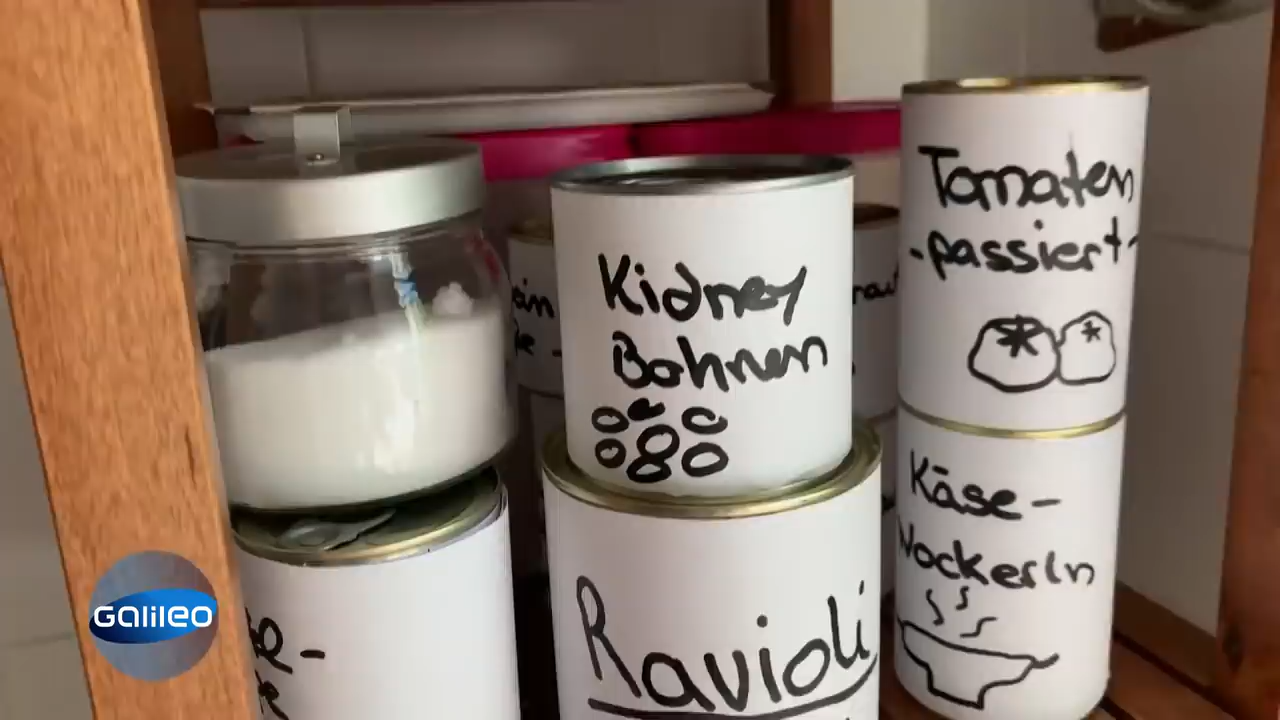 Kidney
Bohnen
Ravioli
Tomaten
-passiert-
Käse-
Nockerln
Galileo